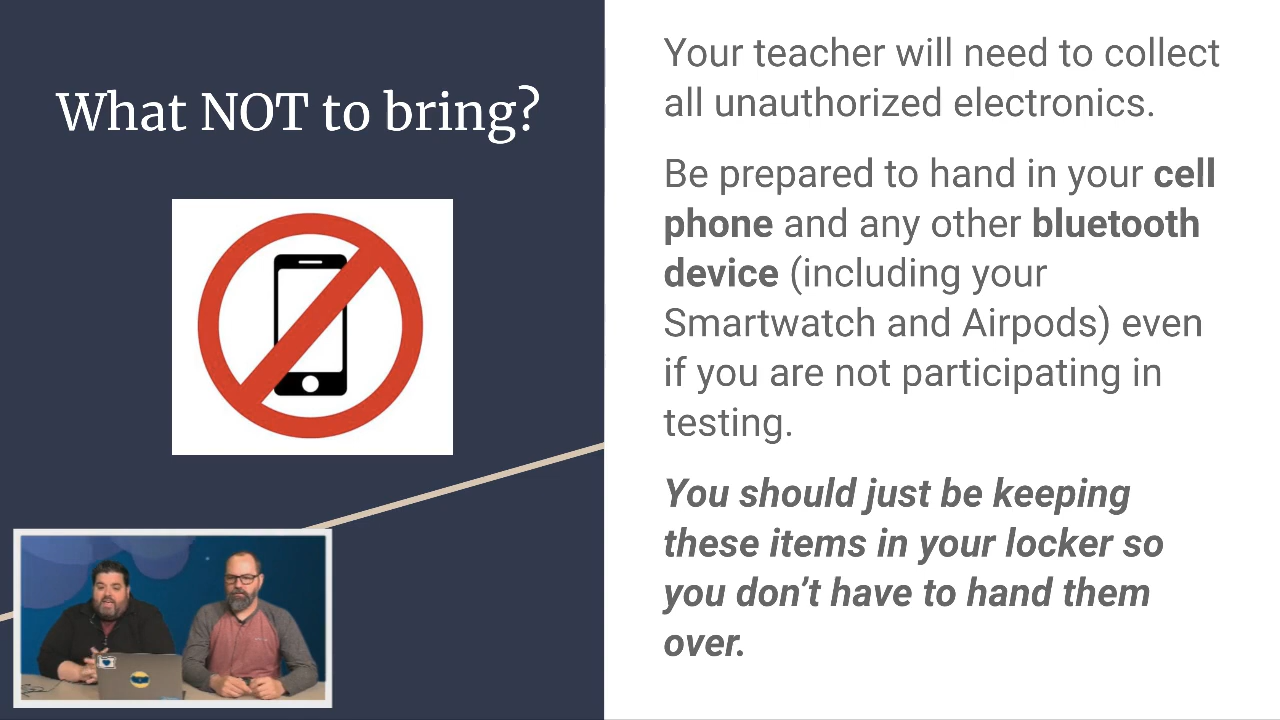 What NOT to bring?
Your teacher will need to collect
all unauthorized electronics.
Be prepared to hand in your cell
phone and any other bluetooth
device (including your
Smartwatch and Airpods) even
if you are not participating in
testing.
You should just be keeping
these items in your locker so
you don’t have to hand them
over.